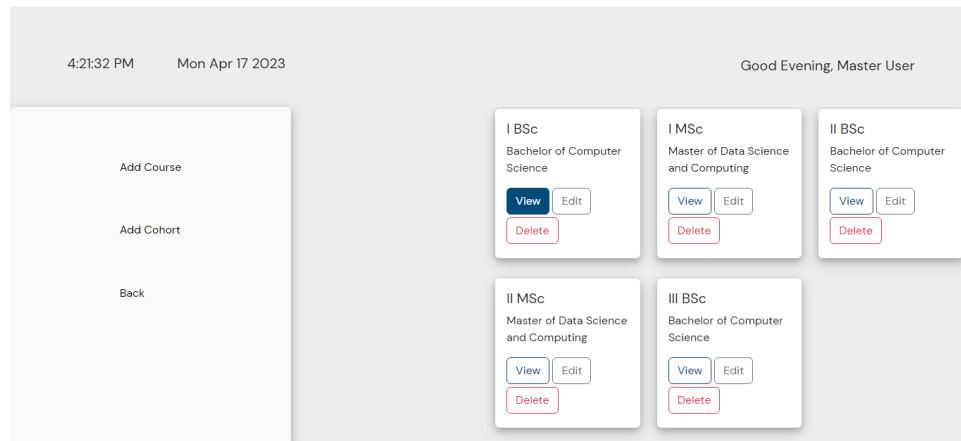 4:21:32 PM Mon Apr 17 2023
Good Evening, Master User
Add Course
Add Cohort
Back
I BSc
Bachelor of Computer
Science
View Edit
Delete
I MSc
Master of Data Science
and Computing
View Edit
Delete
II BSc
Bachelor of Computer
Science
View Edit
Delete
II MSc
Master of Data Science
and Computing
View Edit
Delete
III BSc
Bachelor of Computer
Science
View Edit
Delete